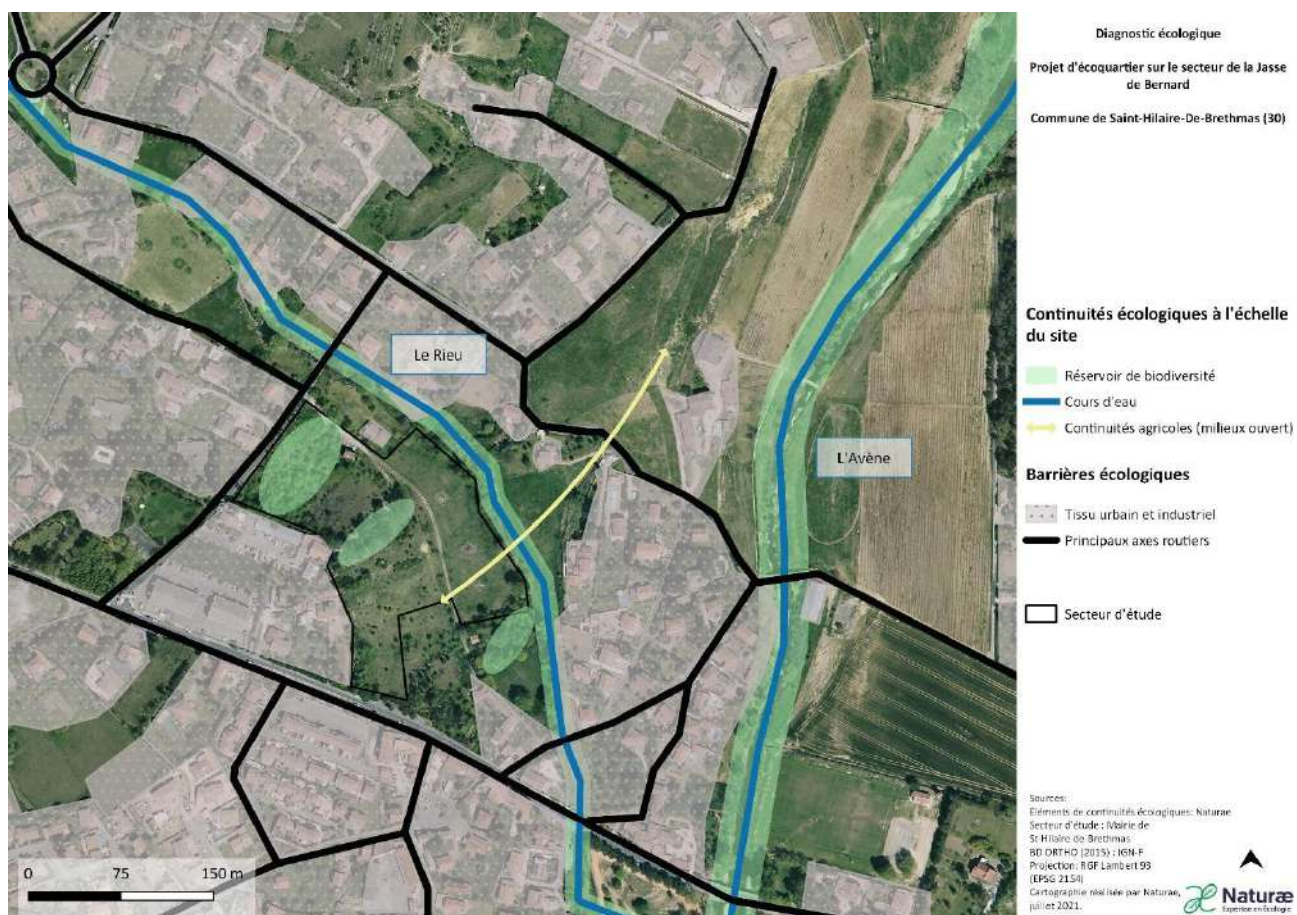 Diagnostic écologique
Projet d'écoquartier sur le secteur de la Jasse
de Bernard
Commune de Saint-Hilaire-De-Brethmas (30)
Le Rieu
L'Avène
Continuités écologiques à l'échelle
du site
Réservoir de biodiversité
Cours d'eau
Continuités agricoles (milieux ouvert)
Barrières écologiques
Tissu urbain et industriel
Principaux axes routiers
Secteur d'étude
0 75 150 m
Sources:
Eléments de continuités écologiques: Naturae
Secteur d'étude : Mairie de
St Hilaire de Brethmas
BD ORTHO (2015) : IGN-F
Projection: RGF Lambert 93
(EPSG 2154)
Cartographie réalisée par Naturae,
juillet 2021.
Naturæ
Expertise en Écologie